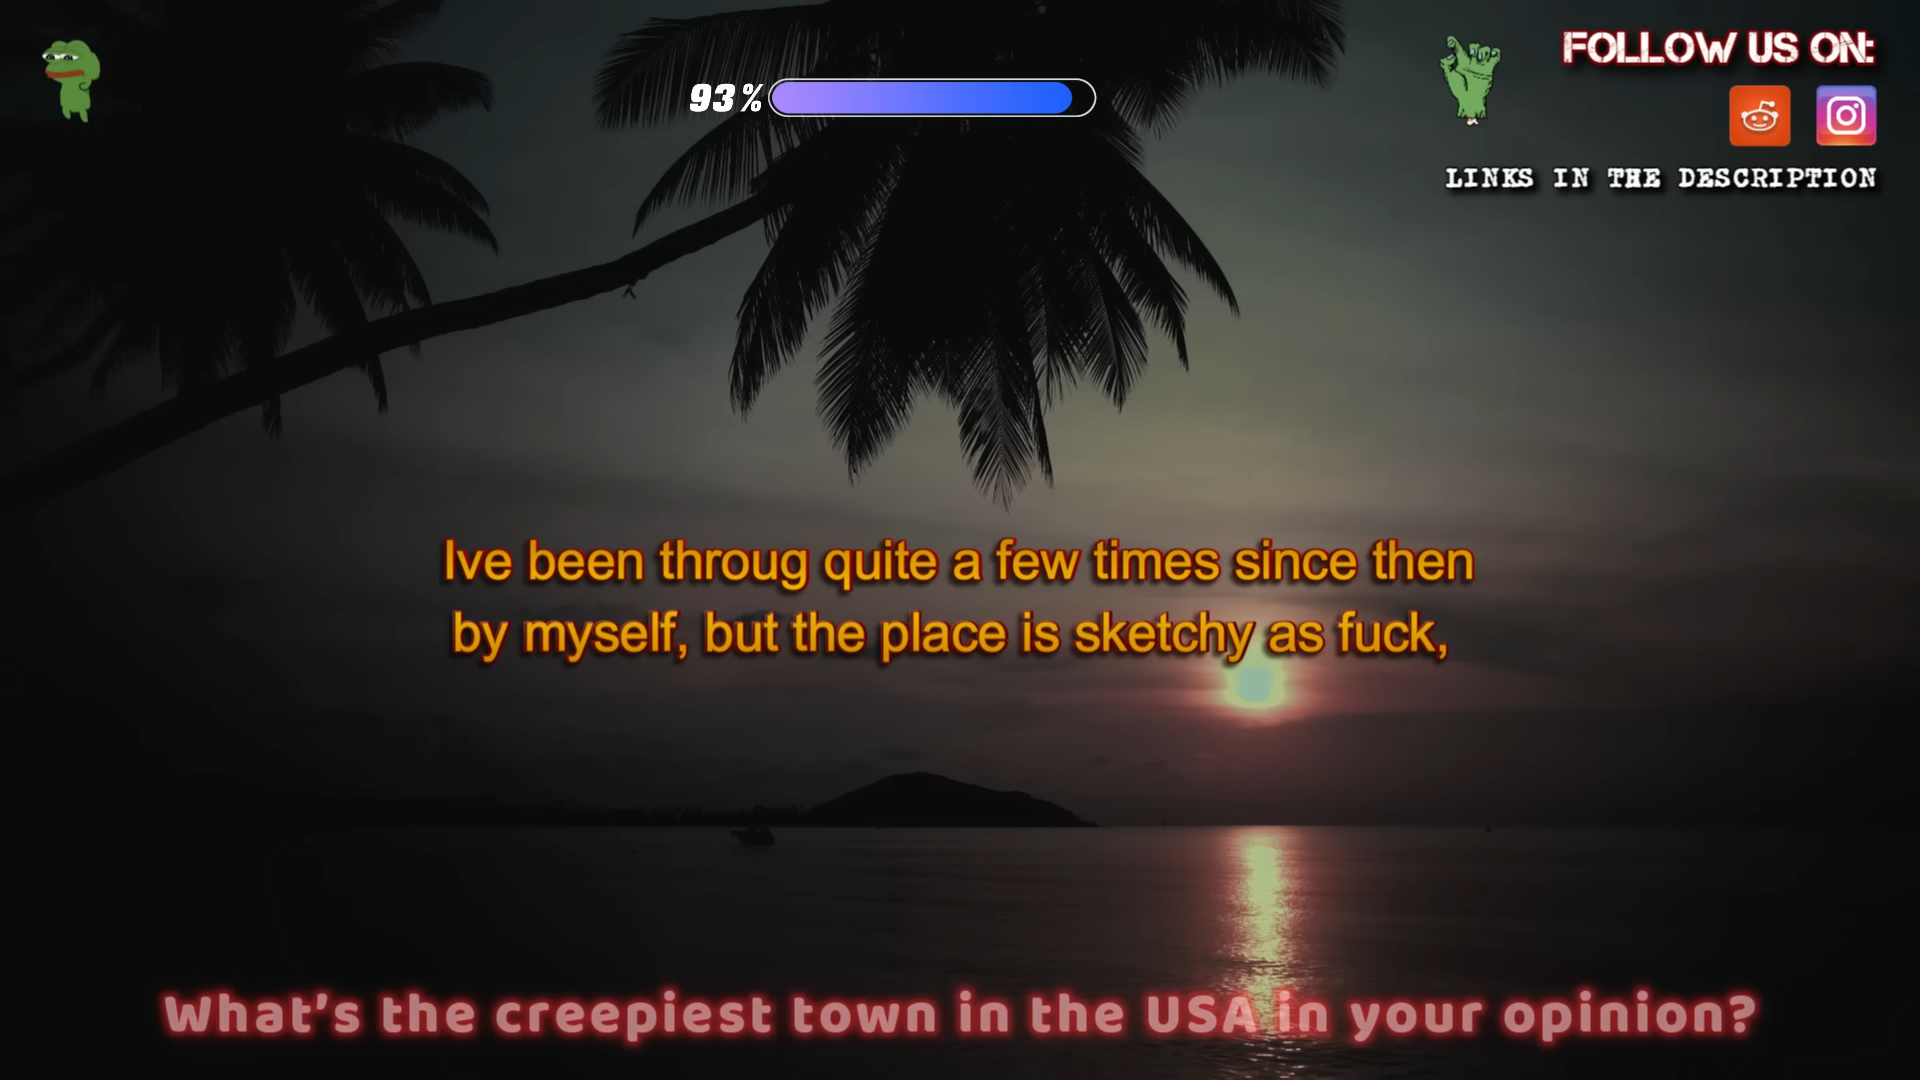 93%
FOLLOW US ON:
LINKS IN THE DESCRIPTION
Ive been throug quite a few times since then
by myself, but the place is sketchy as fuck,
What's the creepiest town in the USA in your opinion?